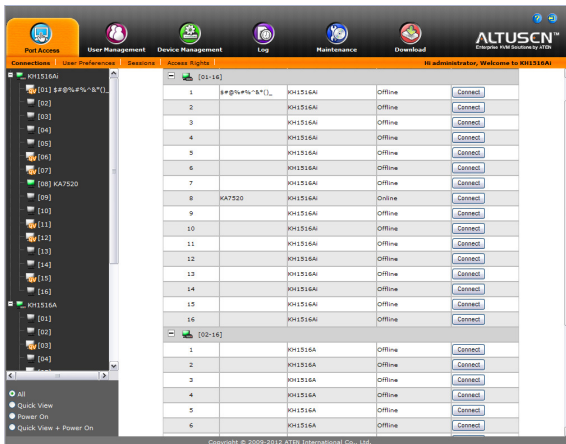 Port Access
User Management
Device Management
Log
Maintenance
Download
ALTUSCN™
Enterprise KVM Solutions by ATEN
Connections User Preferences Sessions Access Rights
Hi administrator, Welcome to KH1516Ai
KH1516Ai
[01] $#@%#%^&*()_
[02]
[03]
[04]
[05]
[06]
[07]
[08] KA7520
[09]
[10]
[11]
[12]
[13]
[14]
[15]
[16]
KH1516A
[01]
[02]
[03]
[04]
All
Quick View
Power On
Quick View + Power On
[01-16]
1 $#@%#%^&*()_ KH1516Ai Offline Connect
2 KH1516Ai Offline Connect
3 KH1516Ai Offline Connect
4 KH1516Ai Offline Connect
5 KH1516Ai Offline Connect
6 KH1516Ai Offline Connect
7 KH1516Ai Offline Connect
8 KA7520 KH1516Ai Online Connect
9 KH1516Ai Offline Connect
10 KH1516Ai Offline Connect
11 KH1516Ai Offline Connect
12 KH1516Ai Offline Connect
13 KH1516Ai Offline Connect
14 KH1516Ai Offline Connect
15 KH1516Ai Offline Connect
16 KH1516Ai Offline Connect
[02-16]
1 KH1516A Offline Connect
2 KH1516A Offline Connect
3 KH1516A Offline Connect
4 KH1516A Offline Connect
5 KH1516A Offline Connect
6 KH1516A Offline Connect
Copyright © 2009-2012 ATEN International Co., Ltd.